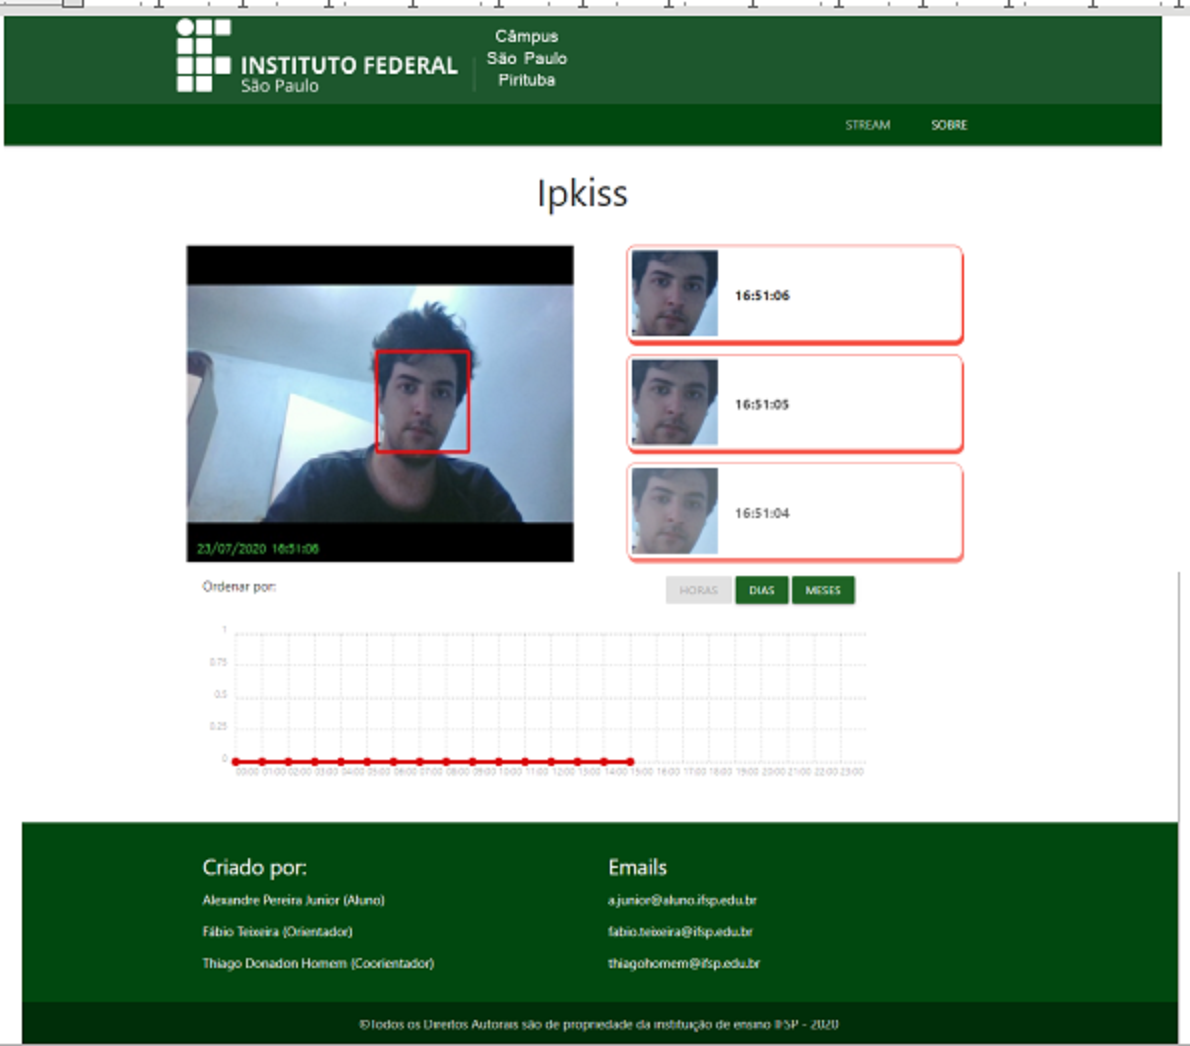 INSTITUTO FEDERAL
São Paulo
Câmpus
São Paulo
Pirituba
STREAM
SOBRE
Ipkiss
16:51:06
16:51:05
16:51:04
23/07/2020 16:51:06
Ordenar por:
HORAS
DIAS
MESES
1
0.75
0.5
0.25
0
00:00 01:00 02:00 03:00 04:00 05:00 06:00 07:00 08:00 09:00 10:00 11:00 12:00 13:00 14:00 15:00 16:00 17:00 18:00 19:00 20:00 21:00 22:00 23:00
Criado por:
Alexandre Pereira Junior (Aluno)
Fábio Teixeira (Orientador)
Thiago Donadon Homem (Coorientador)
Emails
a.junior@aluno.ifsp.edu.br
fabio.teixeira@ifsp.edu.br
thiagohomem@ifsp.edu.br
©Todos os Direitos Autorais são de propriedade da instituição de ensino IFSP - 2020